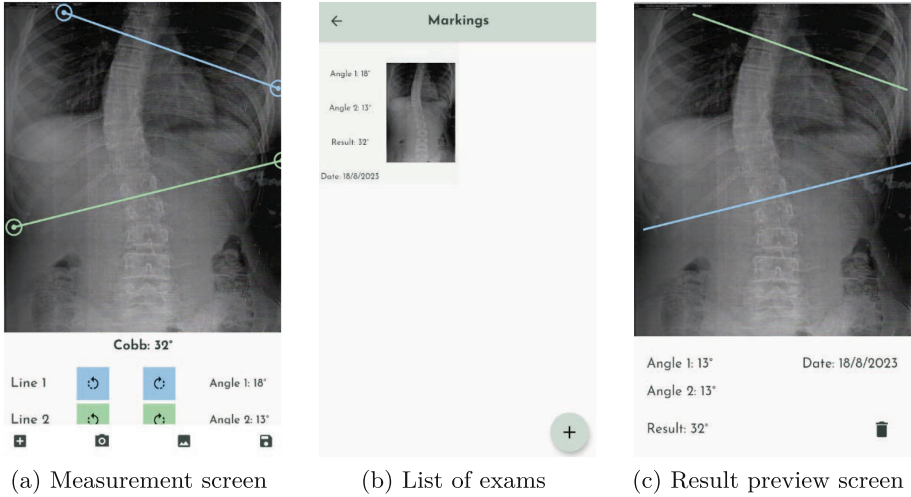 Cobb: 32°
Line 1
Angle 1: 18°
Line 2
Angle 2: 13°
(a) Measurement screen
Markings
Angle 1: 18°
Angle 2: 13°
Result: 32°
Date: 18/8/2023
(b) List of exams
Angle 1: 13°
Date: 18/8/2023
Angle 2: 13°
Result: 32°
(c) Result preview screen